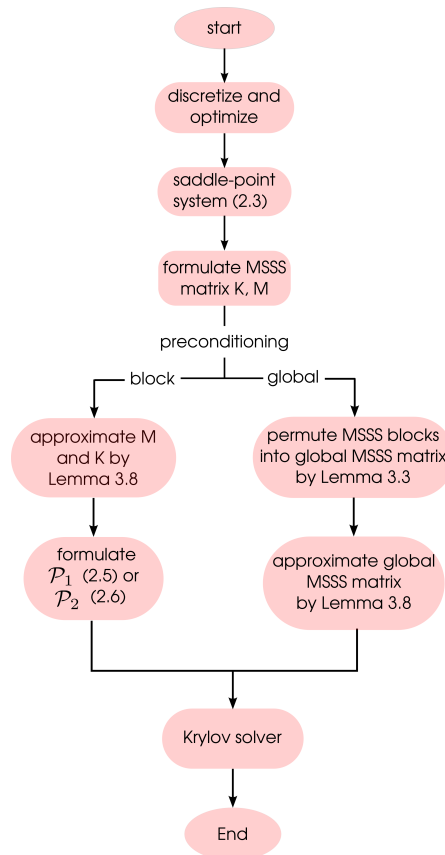 start
discretize and
optimize
saddle-point
system (2.3)
formulate MSSS
matrix K, M
preconditioning
block
global
approximate M
and K by
Lemma 3.8
permute MSSS blocks
into global MSSS matrix
by Lemma 3.3
formulate
𝒫₁ (2.5) or
𝒫₂ (2.6)
approximate global
MSSS matrix
by Lemma 3.8
Krylov solver
End